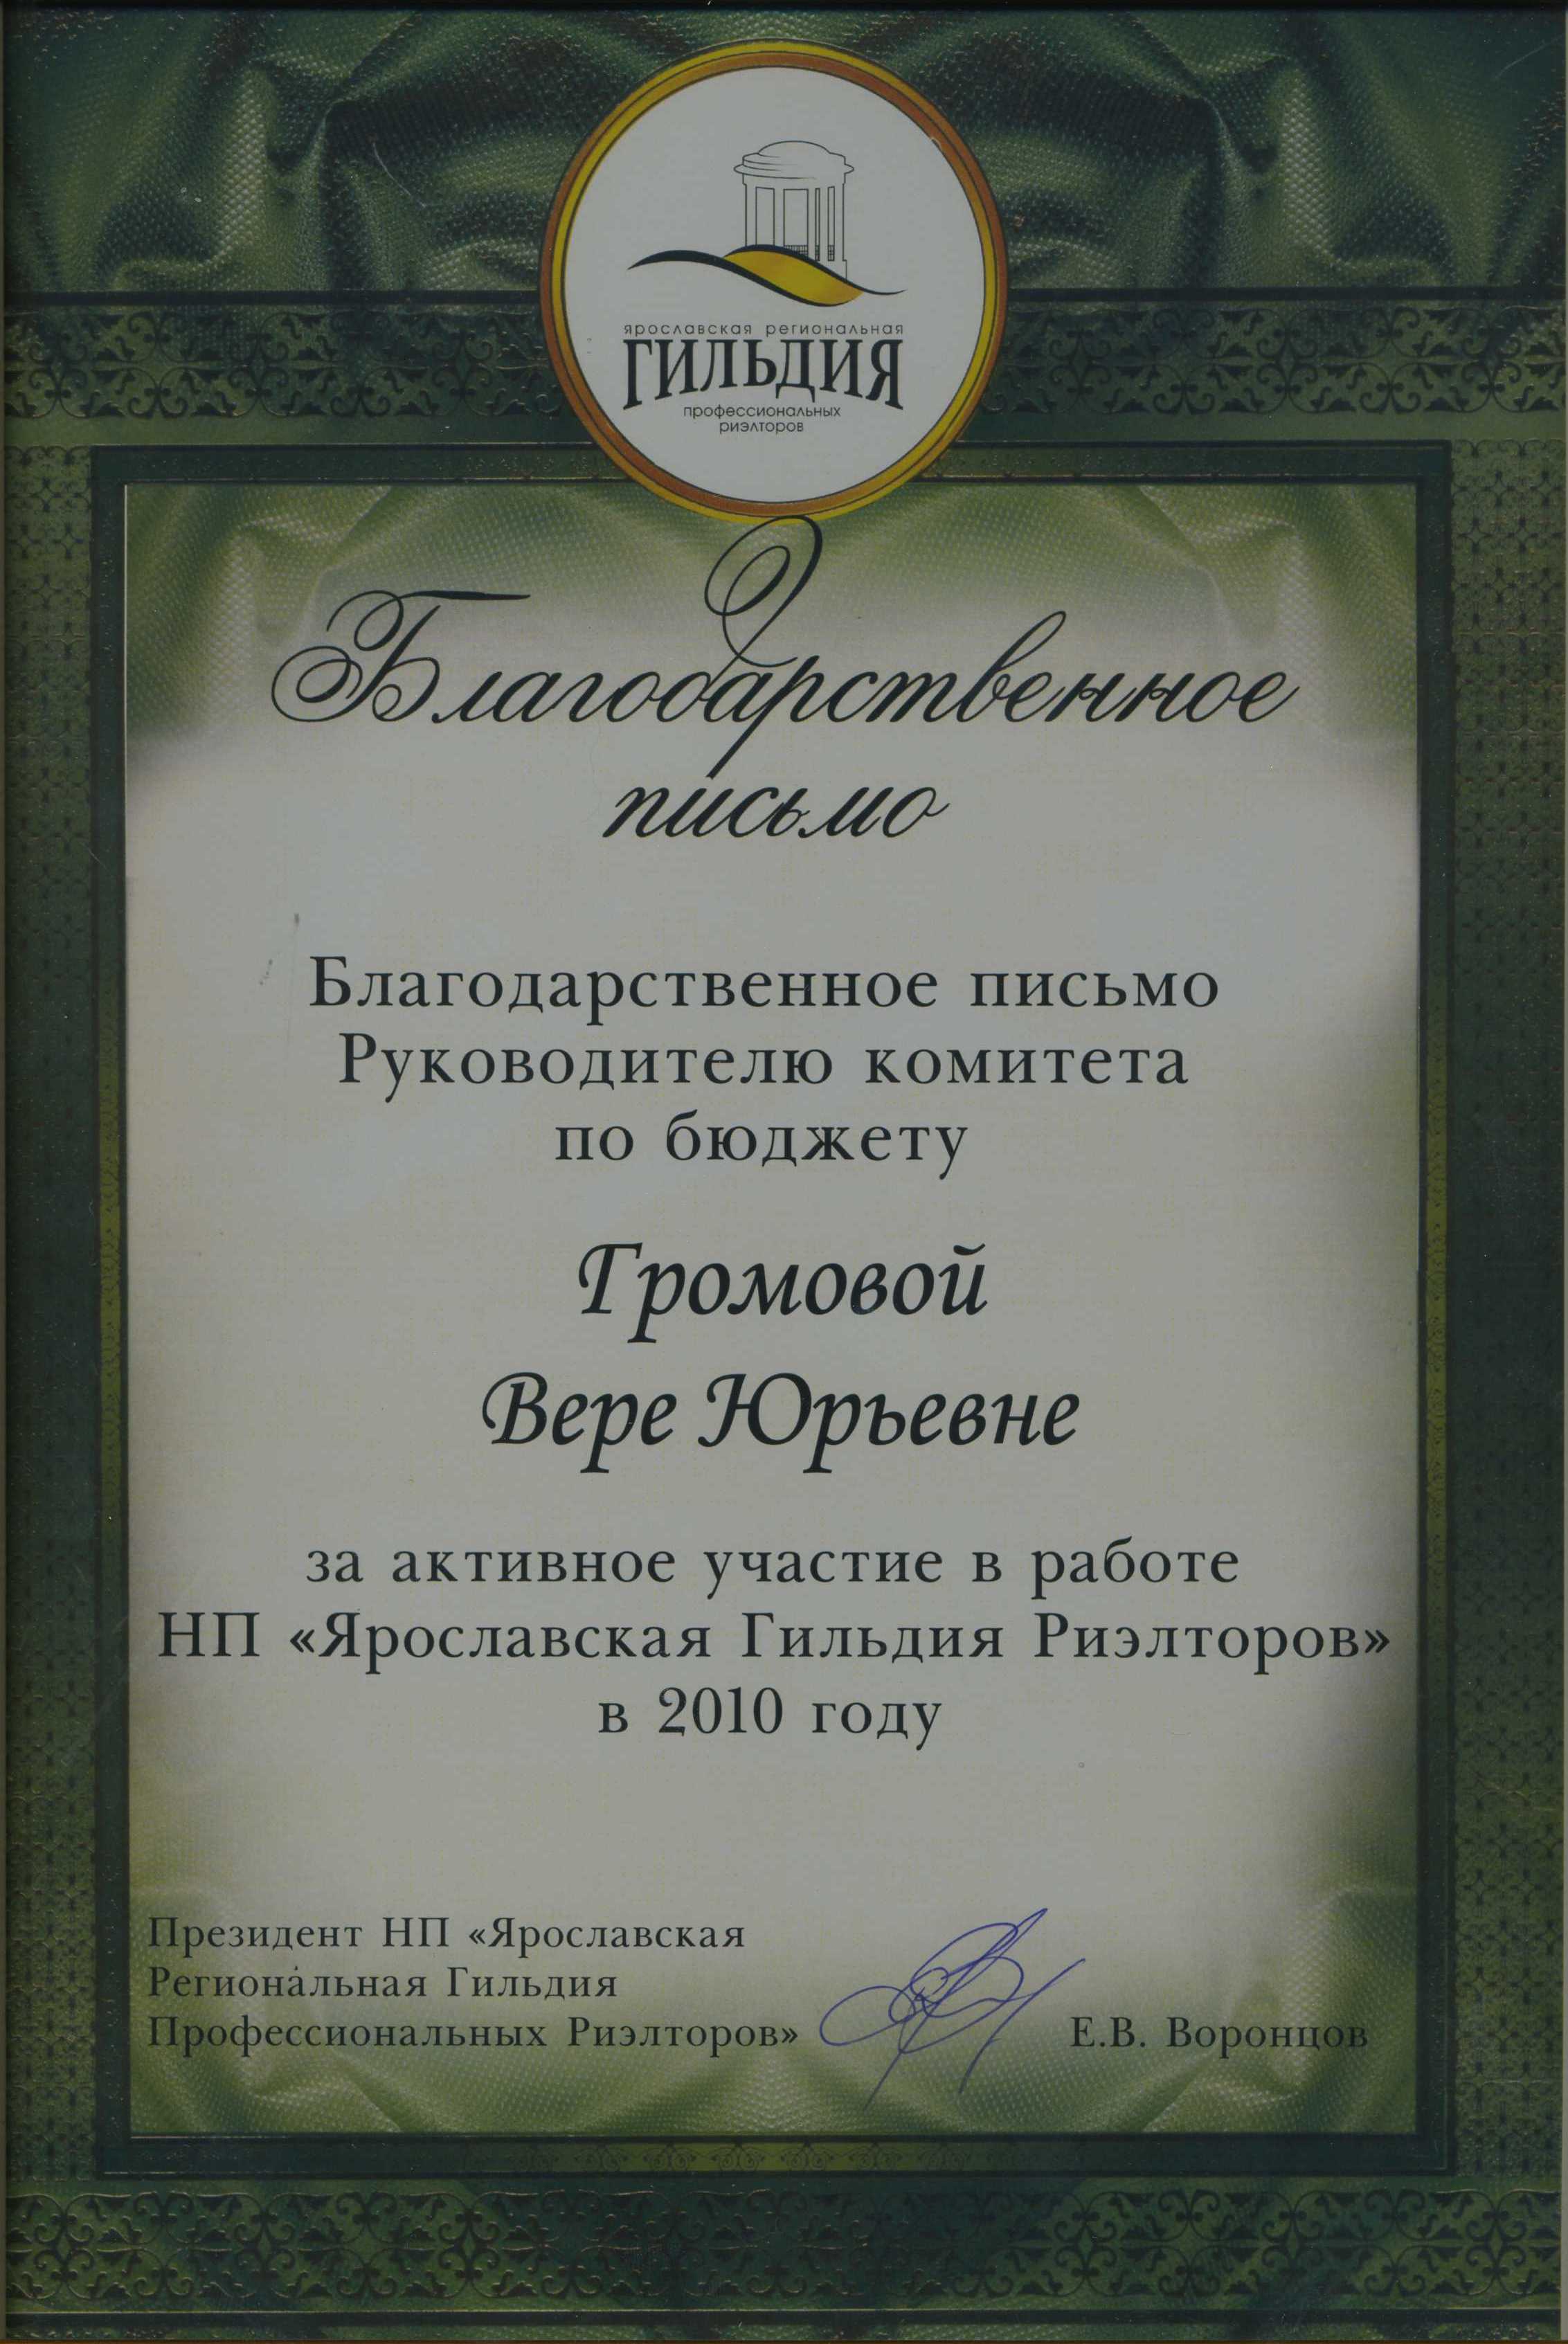 ярославская региональная
ГИЛЬДИЯ
профессиональных
риэлторов
Благодарственное
письмо
Благодарственное письмо
Руководителю комитета
по бюджету
Громовой
Вере Юрьевне
за активное участие в работе
НП «Ярославская Гильдия Риэлторов»
в 2010 году
Президент НП «Ярославская
Региональная Гильдия
Профессиональных Риэлторов»
Е.В. Воронцов